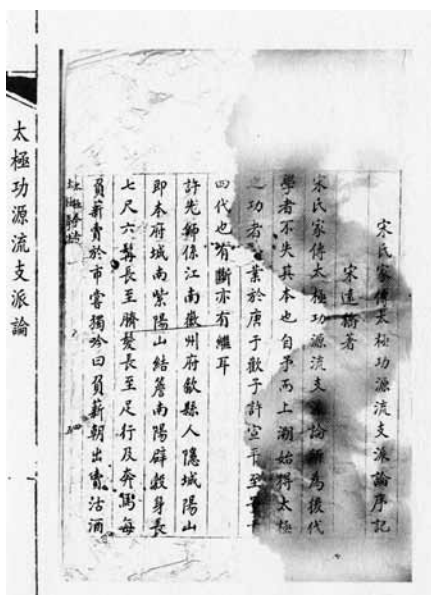 宋氏家傳太極功源流支派論序記
宋遠橋著
宋氏家傳太極功源流支派論所為後代
學者不失其本也自予而上溯始得太極
之功者業於唐于歡子許宣平至予十
四代也有斷亦有繼耳
許先師係江南徽州府歙縣人隱城陽山
即本府城南紫陽山結簷南陽辟穀身長
七尺六髯長至臍髮長至足行及奔馬每
負薪賣於市嘗獨吟曰負薪朝出賣沽酒
太極功源流支派論